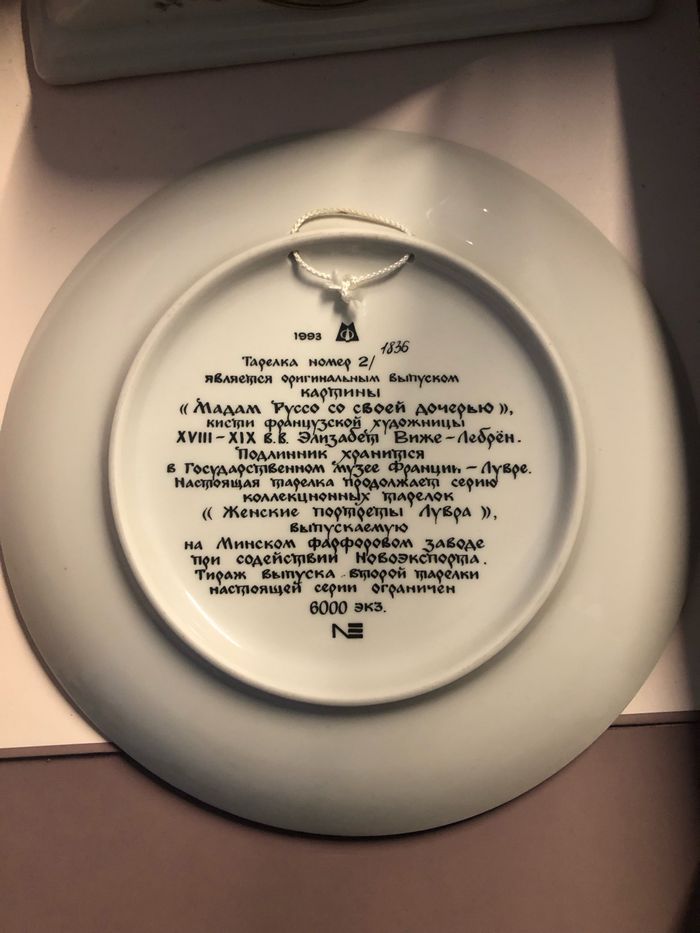 1993 МФ
Тарелка номер 2/ 1836
является оригинальным выпуском
картины
« Мадам Руссо со своей дочерью »,
кисти французской художницы
XVIII – XIX в.в. Элизабет Виже-Лебрён.
Подлинник хранится
в Государственном музее Франции – Лувре.
Настоящая тарелка продолжает серию
коллекционных тарелок
« Женские портреты Лувра »,
выпускаемую
на Минском фарфоровом заводе
при содействии Новоэкспорта.
Тираж выпуска второй тарелки
настоящей серии ограничен
6000 экз.
NE